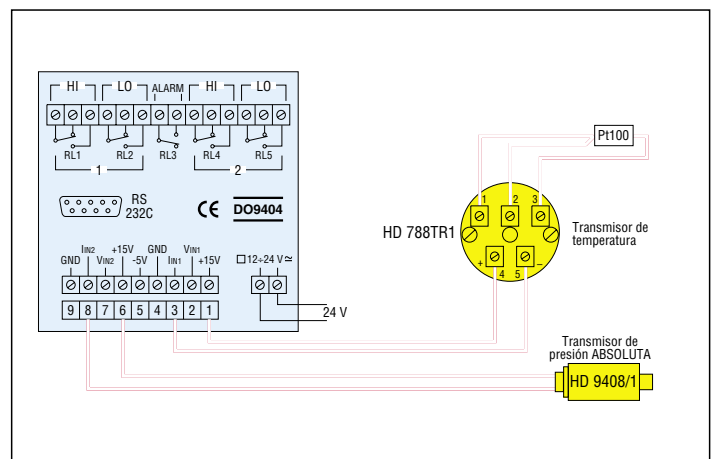 HI LO ALARM HI LO
RL1 RL2 RL3 RL4 RL5
1 2
RS
232C
CE
DO9404
GND IIN2 VIN2 +15V -5V GND IIN1 VIN1 +15V
12÷24 V≃
9 8 7 6 5 4 3 2 1
24 V
Pt100
1 2 3
HD 788TR1
+ 4 5 –
Transmisor de
temperatura
Transmisor de
presión ABSOLUTA
HD 9408/1